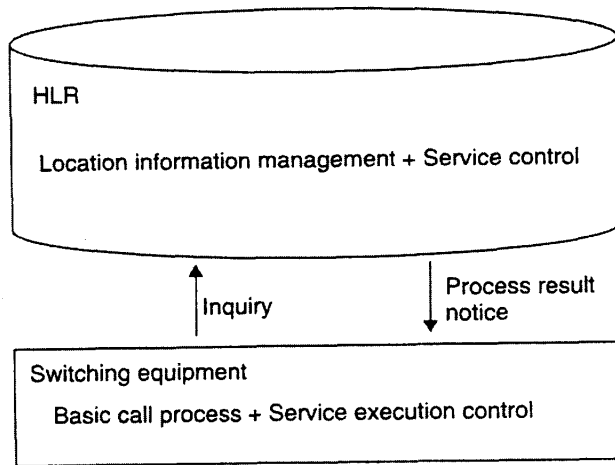 HLR
Location information management + Service control
Inquiry
Process result
notice
Switching equipment
Basic call process + Service execution control